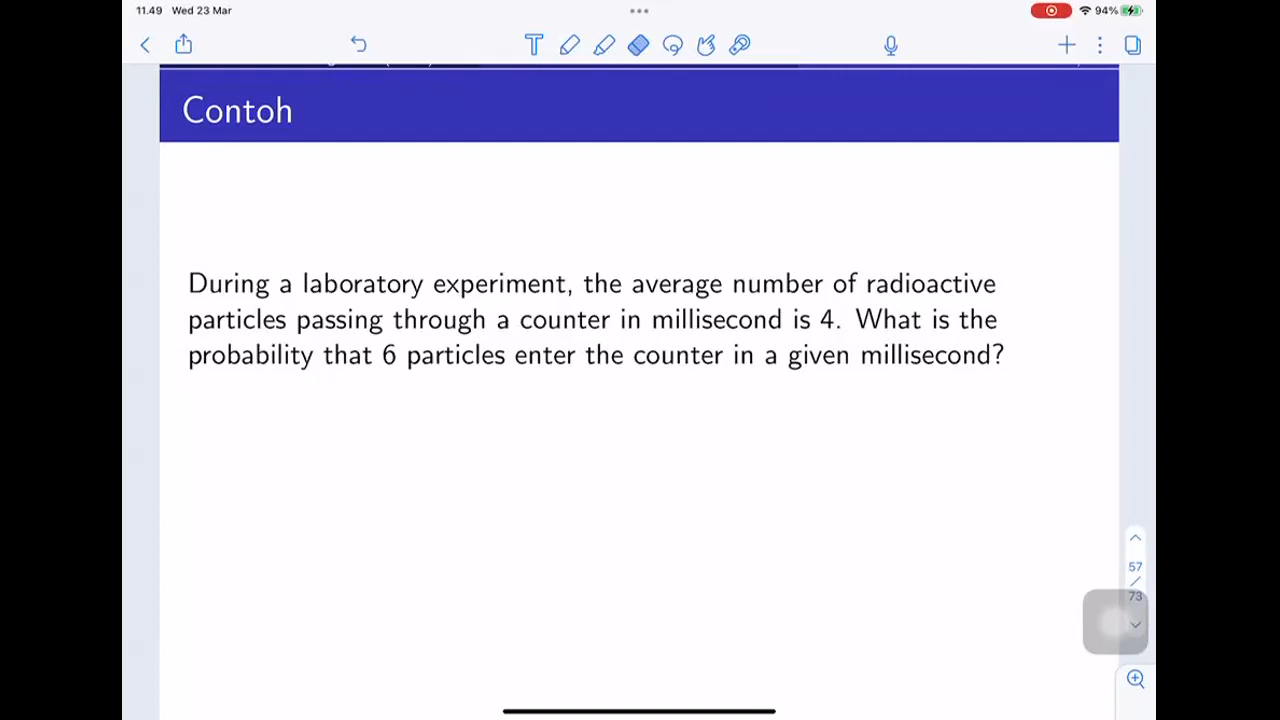 11.49 Wed 23 Mar
94%
Contoh
During a laboratory experiment, the average number of radioactive
particles passing through a counter in millisecond is 4. What is the
probability that 6 particles enter the counter in a given millisecond?
57
/
73